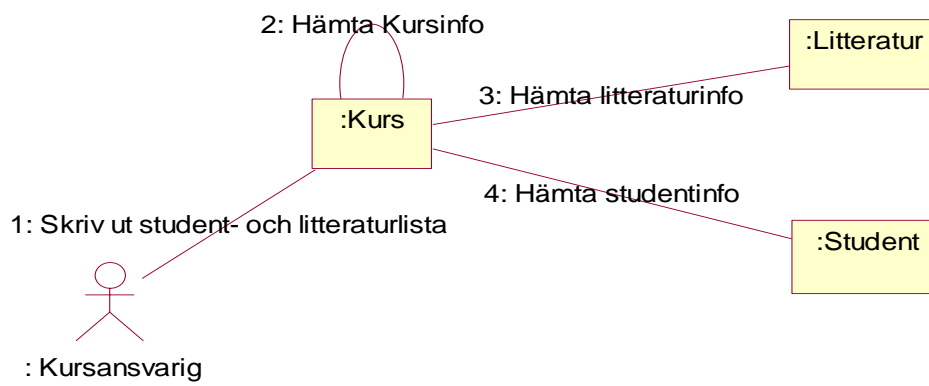 2: Hämta Kursinfo
:Litteratur
3: Hämta litteraturinfo
:Kurs
4: Hämta studentinfo
1: Skriv ut student- och litteraturlista
:Student
: Kursansvarig